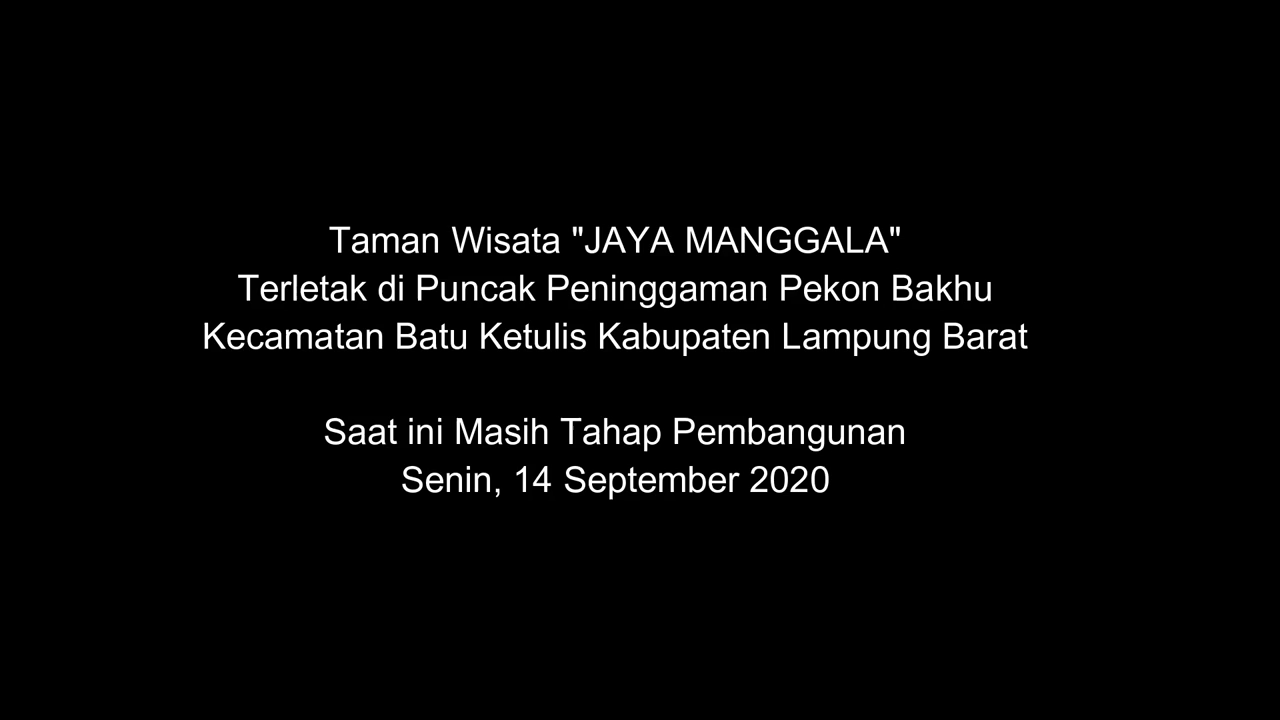 Taman Wisata "JAYA MANGGALA"
Terletak di Puncak Peninggaman Pekon Bakhu
Kecamatan Batu Ketulis Kabupaten Lampung Barat
Saat ini Masih Tahap Pembangunan
Senin, 14 September 2020